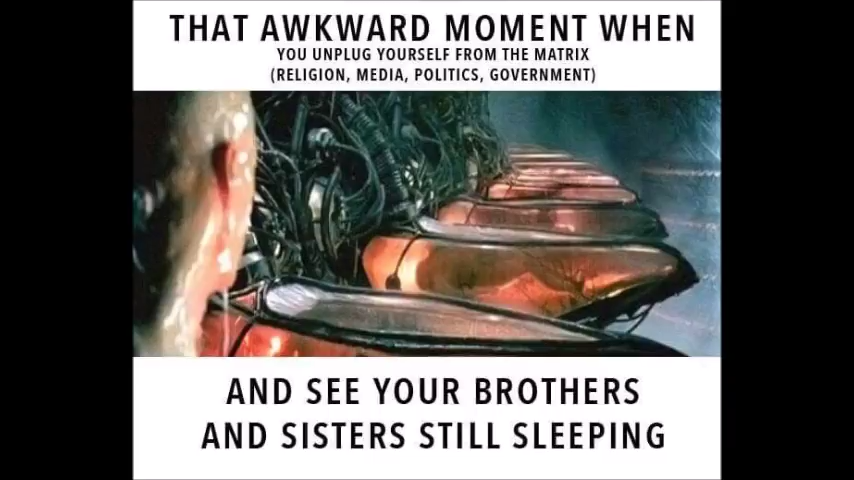 THAT AWKWARD MOMENT WHEN
YOU UNPLUG YOURSELF FROM THE MATRIX
(RELIGION, MEDIA, POLITICS, GOVERNMENT)
AND SEE YOUR BROTHERS
AND SISTERS STILL SLEEPING